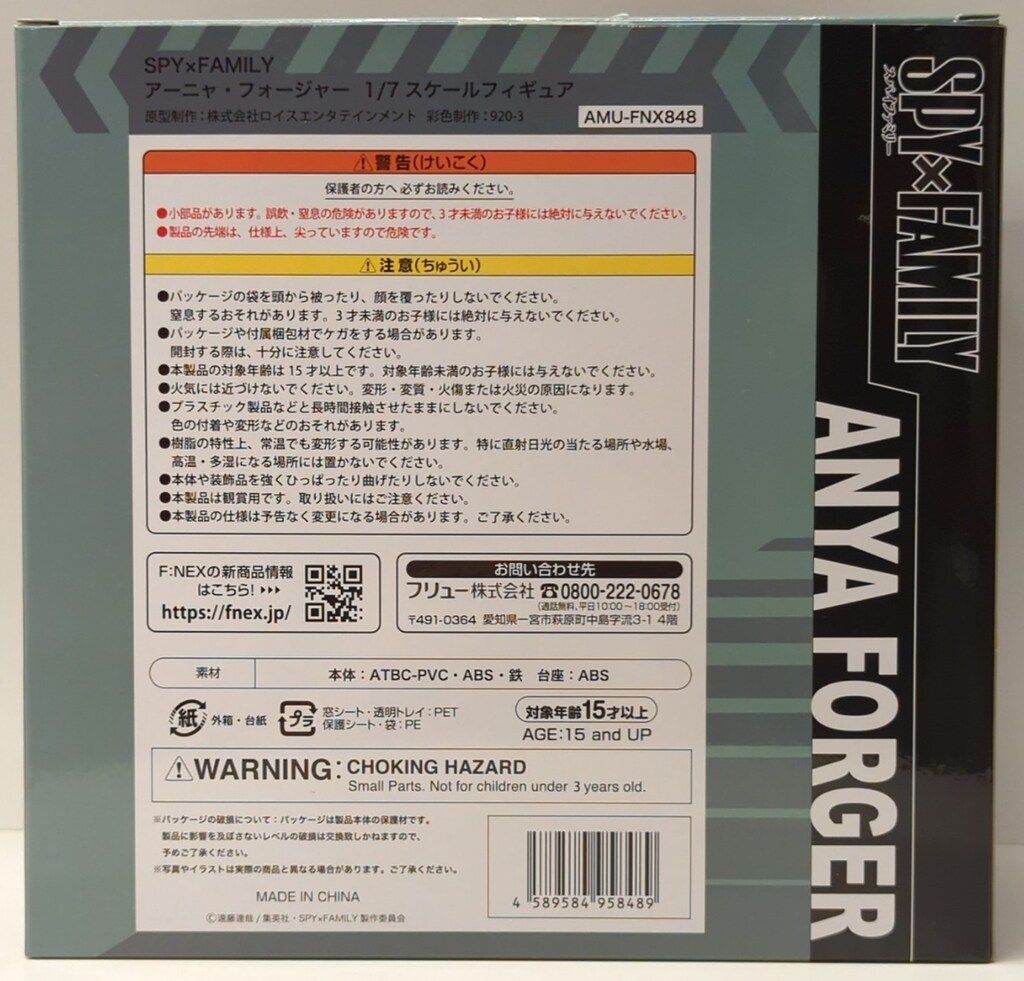 SPY×FAMILY
アーニャ・フォージャー 1/7 スケールフィギュア
原型制作：株式会社ロイスエンタテインメント 彩色制作：920-3
AMU-FNX848
⚠警告（けいこく）
保護者の方へ 必ずお読みください。
●小部品があります。誤飲・窒息の危険がありますので、3才未満のお子様には絶対に与えないでください。
●製品の先端は、仕様上、尖っていますので危険です。
⚠注意（ちゅうい）
●パッケージの袋を頭から被ったり、顔を覆ったりしないでください。
窒息するおそれがあります。3才未満のお子様には絶対に与えないでください。
●パッケージや付属梱包材でケガをする場合があります。
開封する際は、十分に注意してください。
●本製品の対象年齢は15才以上です。対象年齢未満のお子様には与えないでください。
●火気には近づけないでください。変形・変質・火傷または火災の原因になります。
●プラスチック製品などと長時間接触させたままにしないでください。
色の付着や変形などのおそれがあります。
●樹脂の特性上、常温でも変形する可能性があります。特に直射日光の当たる場所や水場、
高温・多湿になる場所には置かないでください。
●本体や装飾品を強くひっぱったり曲げたりしないでください。
●本製品は観賞用です。取り扱いにはご注意ください。
●本製品の仕様は予告なく変更になる場合があります。ご了承ください。
F:NEXの新商品情報
はこちら！▸▸▸
https://fnex.jp/
お問い合わせ先
フリュー株式会社 ☎0800-222-0678
（通話無料、平日10:00～18:00受付）
〒491-0364 愛知県一宮市萩原町中島字流3-1 4階
素材 本体：ATBC-PVC・ABS・鉄 台座：ABS
紙 外箱・台紙
プラ 窓シート・透明トレイ：PET
保護シート・袋：PE
対象年齢15才以上
AGE:15 and UP
⚠WARNING: CHOKING HAZARD
Small Parts. Not for children under 3 years old.
※パッケージの破損について：パッケージは製品本体の保護材です。
製品に影響を及ぼさないレベルの破損は交換致しかねますので、
予めご了承ください。
※写真やイラストは実際の商品と異なる場合があります。ご了承ください。
MADE IN CHINA
©遠藤達哉／集英社・SPY×FAMILY製作委員会
4 589584 958489
SPY×FAMILY
スパイファミリー
ANYA FORGER